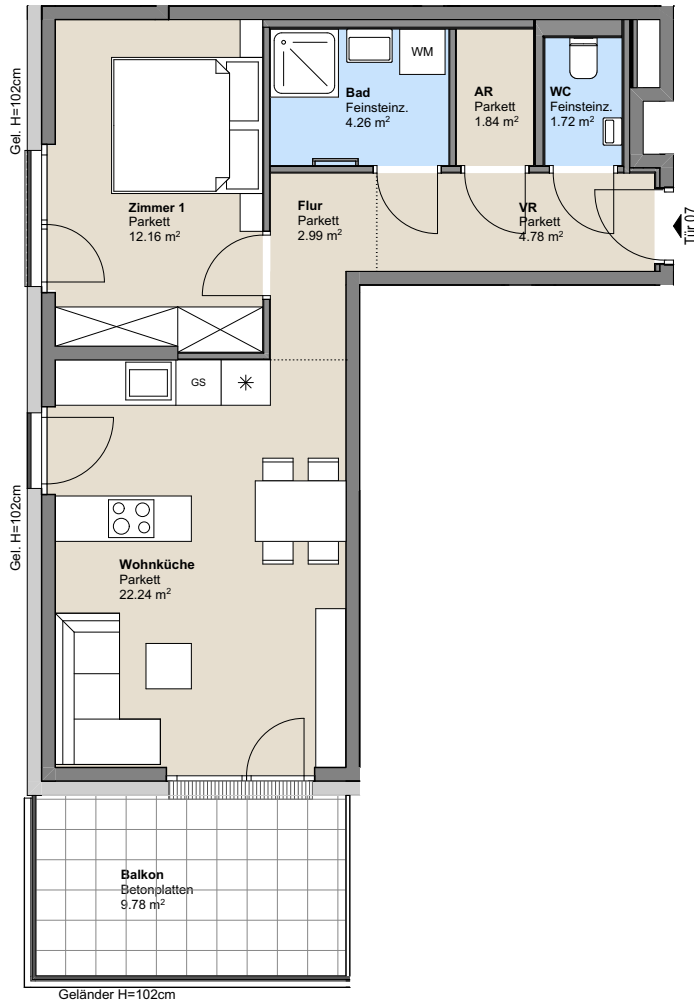 Gel. H=102cm
Bad
Feinsteinz.
4.26 m²
WM
AR
Parkett
1.84 m²
WC
Feinsteinz.
1.72 m²
Zimmer 1
Parkett
12.16 m²
Flur
Parkett
2.99 m²
VR
Parkett
4.78 m²
Tür 07
GS
Gel. H=102cm
Wohnküche
Parkett
22.24 m²
Balkon
Betonplatten
9.78 m²
Geländer H=102cm